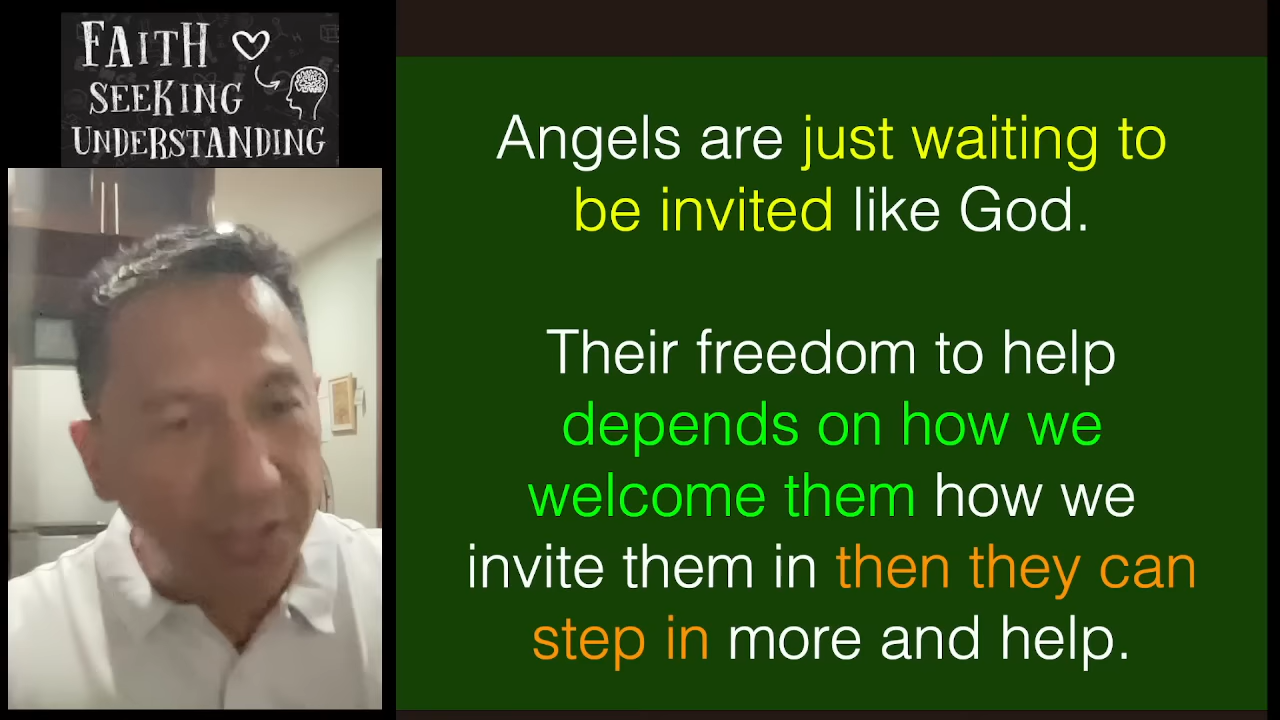 FAITH
SEEKING
UNDERSTANDING
Angels are just waiting to
be invited like God.
Their freedom to help
depends on how we
welcome them how we
invite them in then they can
step in more and help.